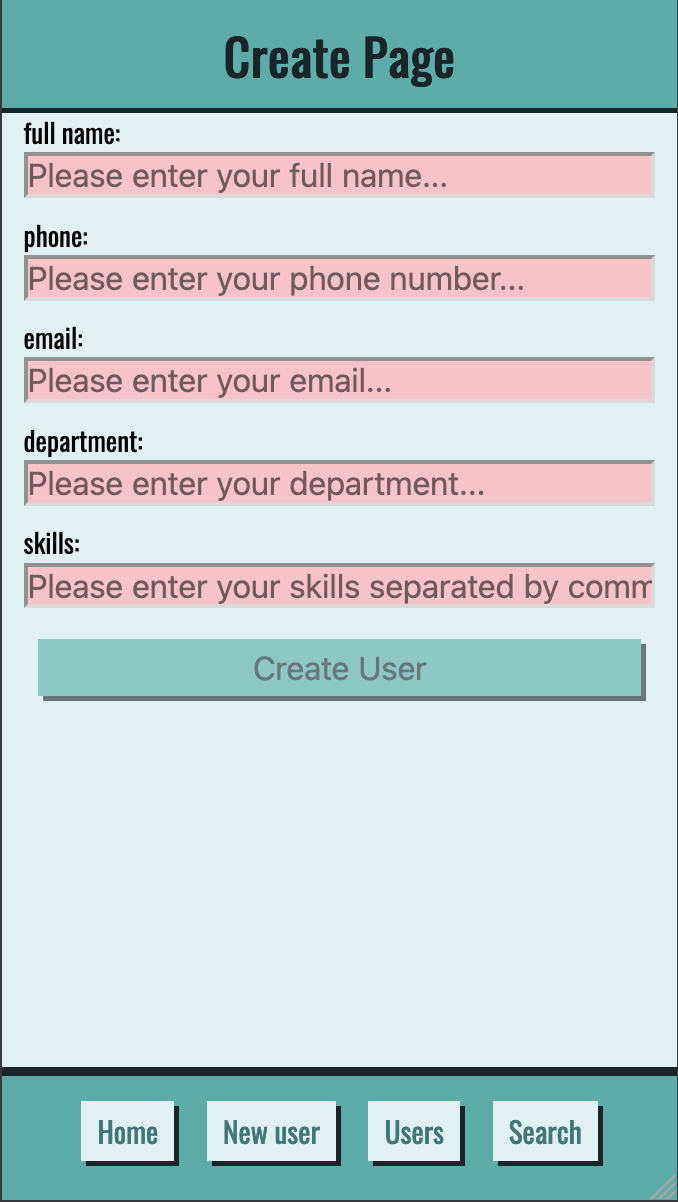 Create Page
full name:
Please enter your full name...
phone:
Please enter your phone number...
email:
Please enter your email...
department:
Please enter your department...
skills:
Please enter your skills separated by comm
Create User
Home New user Users Search